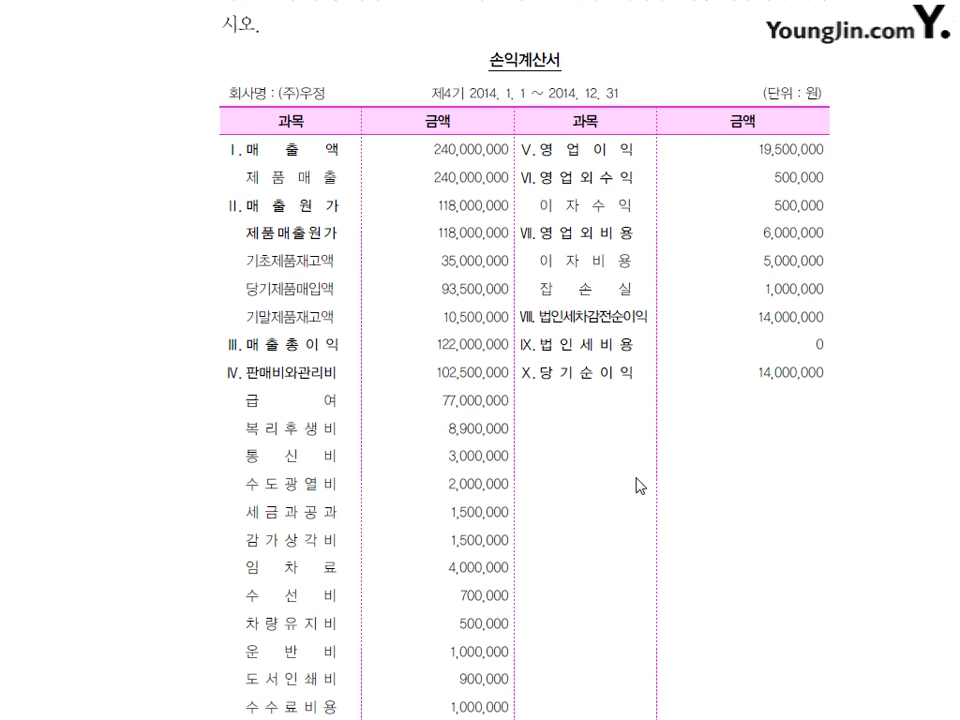 시오.
YoungJin.com Y.
손익계산서
회사명 : (주)우정 제4기 2014. 1. 1 ~ 2014. 12. 31 (단위 : 원)
과목 금액 과목 금액
Ⅰ. 매 출 액 240,000,000 Ⅴ. 영 업 이 익 19,500,000
제 품 매 출 240,000,000 Ⅵ. 영 업 외 수 익 500,000
Ⅱ. 매 출 원 가 118,000,000 이 자 수 익 500,000
제품매출원가 118,000,000 Ⅶ. 영 업 외 비 용 6,000,000
기초제품재고액 35,000,000 이 자 비 용 5,000,000
당기제품매입액 93,500,000 잡 손 실 1,000,000
기말제품재고액 10,500,000 Ⅷ. 법인세차감전순이익 14,000,000
Ⅲ. 매 출 총 이 익 122,000,000 Ⅸ. 법 인 세 비 용 0
Ⅳ. 판매비와관리비 102,500,000 Ⅹ. 당 기 순 이 익 14,000,000
급 여 77,000,000
복 리 후 생 비 8,900,000
통 신 비 3,000,000
수 도 광 열 비 2,000,000
세 금 과 공 과 1,500,000
감 가 상 각 비 1,500,000
임 차 료 4,000,000
수 선 비 700,000
차 량 유 지 비 500,000
운 반 비 1,000,000
도 서 인 쇄 비 900,000
수 수 료 비 용 1,000,000